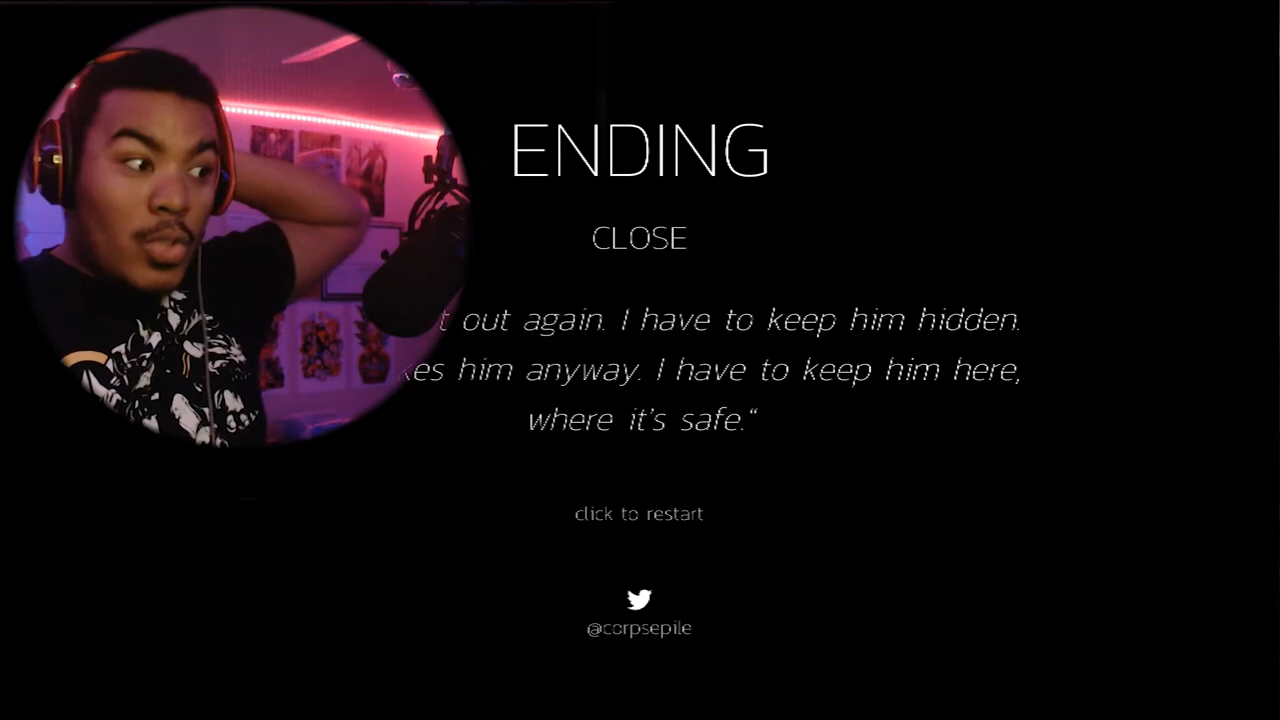 ENDING
CLOSE
out again. I have to keep him hidden.
him anyway. I have to keep him here,
where it's safe."
click to restart
@corpsepile